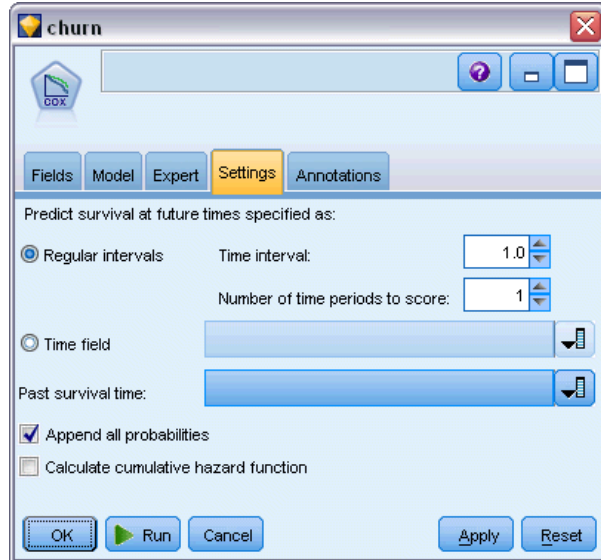 churn
COX
Fields Model Expert Settings Annotations
Predict survival at future times specified as:
Regular intervals Time interval: 1.0
Number of time periods to score: 1
Time field
Past survival time:
Append all probabilities
Calculate cumulative hazard function
OK Run Cancel Apply Reset